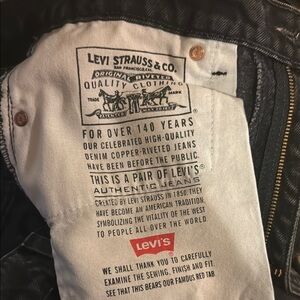 LEVI STRAUSS & CO.
SAN FRANCISCO, CAL.
ORIGINAL RIVETED
QUALITY CLOTHING
TRADE MARK
FOR OVER 140 YEARS
OUR CELEBRATED HIGH-QUALITY
DENIM COPPER-RIVETED JEANS
HAVE BEEN BEFORE THE PUBLIC
THIS IS A PAIR OF LEVI'S®
AUTHENTIC JEANS
CREATED BY LEVI STRAUSS IN 1850 THEY
HAVE BECOME AN AMERICAN TRADITION,
SYMBOLIZING THE VITALITY OF THE WEST
TO PEOPLE ALL OVER THE WORLD
Levi's
WE SHALL THANK YOU TO CAREFULLY
EXAMINE THE SEWING, FINISH AND FIT.
SEE THAT THIS BEARS OUR FAMOUS RED TAB